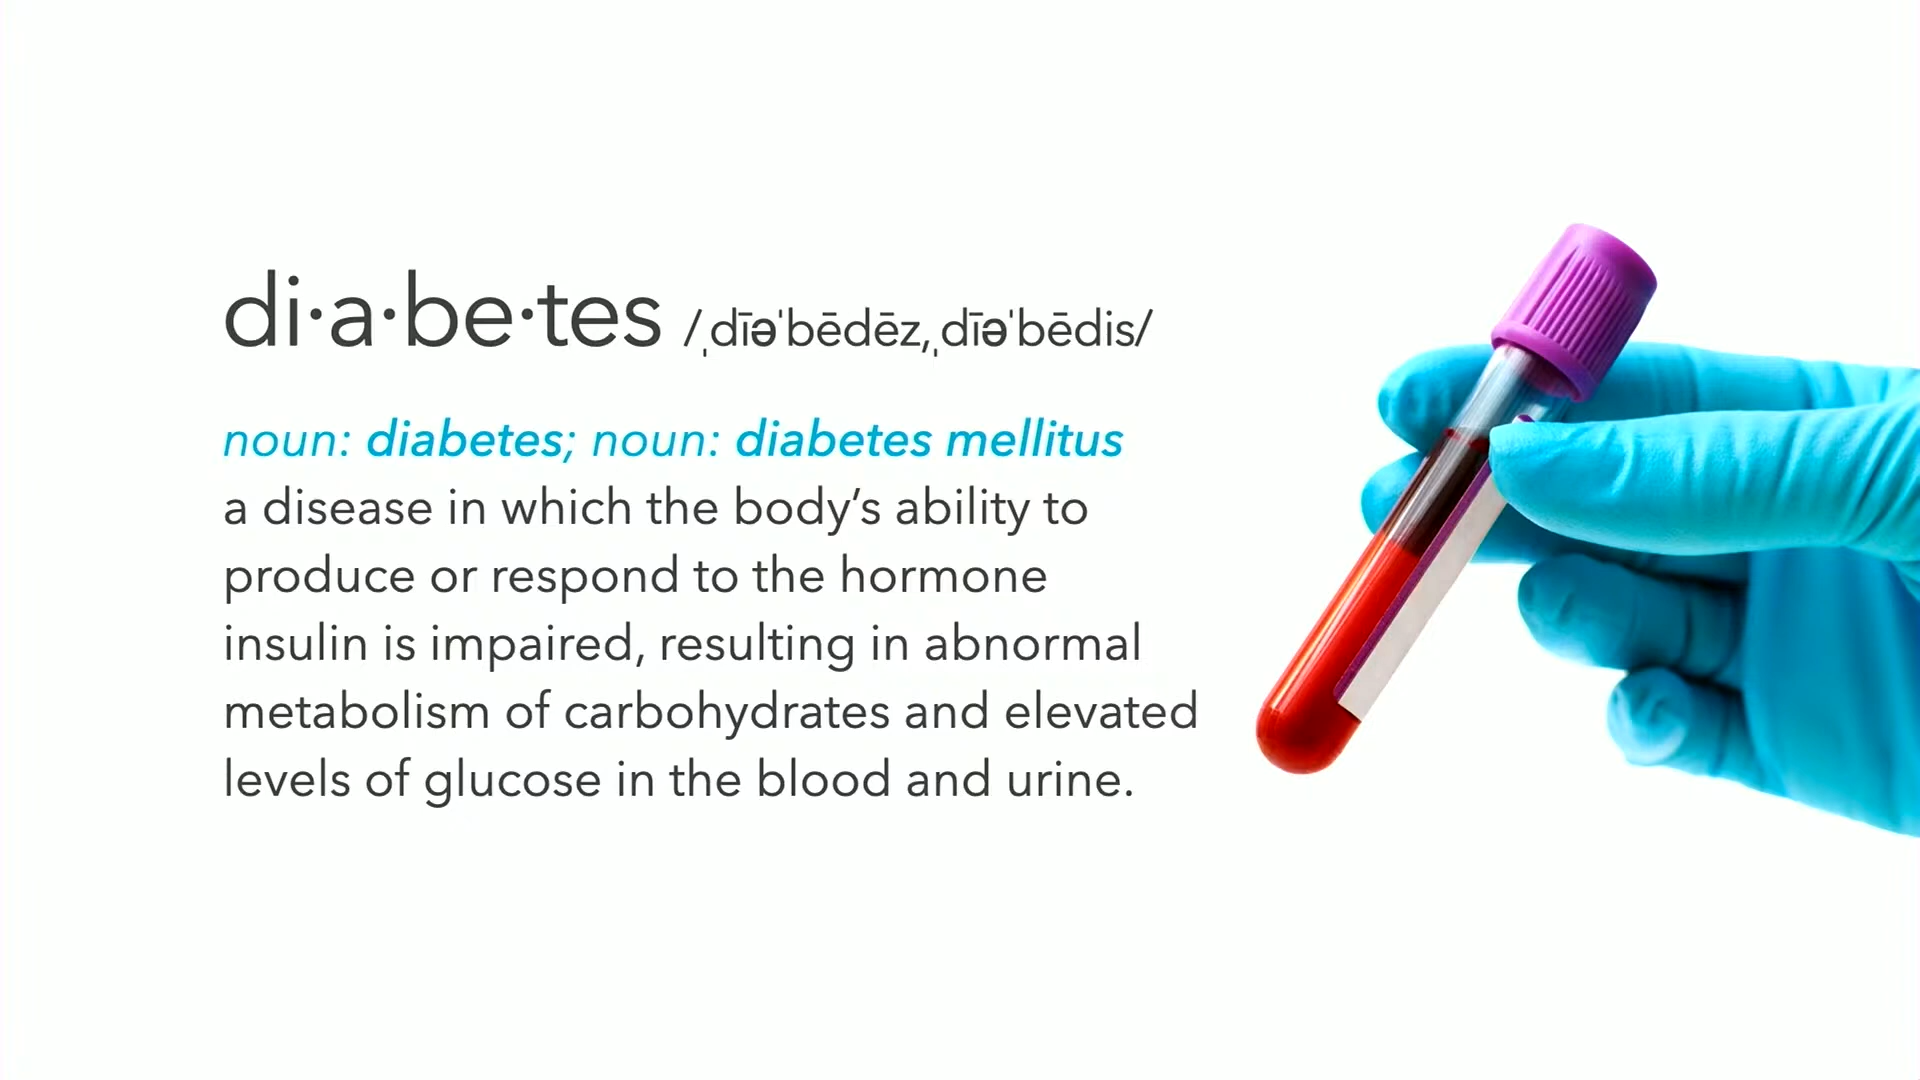 di·a·be·tes /ˌdīəˈbēdēz,ˌdīəˈbēdis/
noun: diabetes; noun: diabetes mellitus
a disease in which the body’s ability to
produce or respond to the hormone
insulin is impaired, resulting in abnormal
metabolism of carbohydrates and elevated
levels of glucose in the blood and urine.